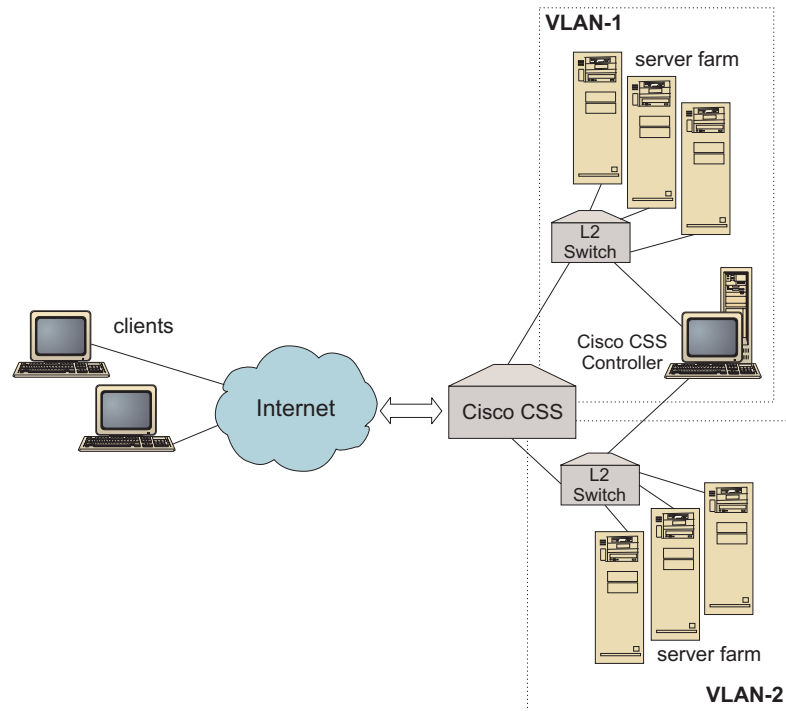 VLAN-1
server farm
L2
Switch
clients
Cisco CSS
Controller
Internet
Cisco CSS
L2
Switch
server farm
VLAN-2